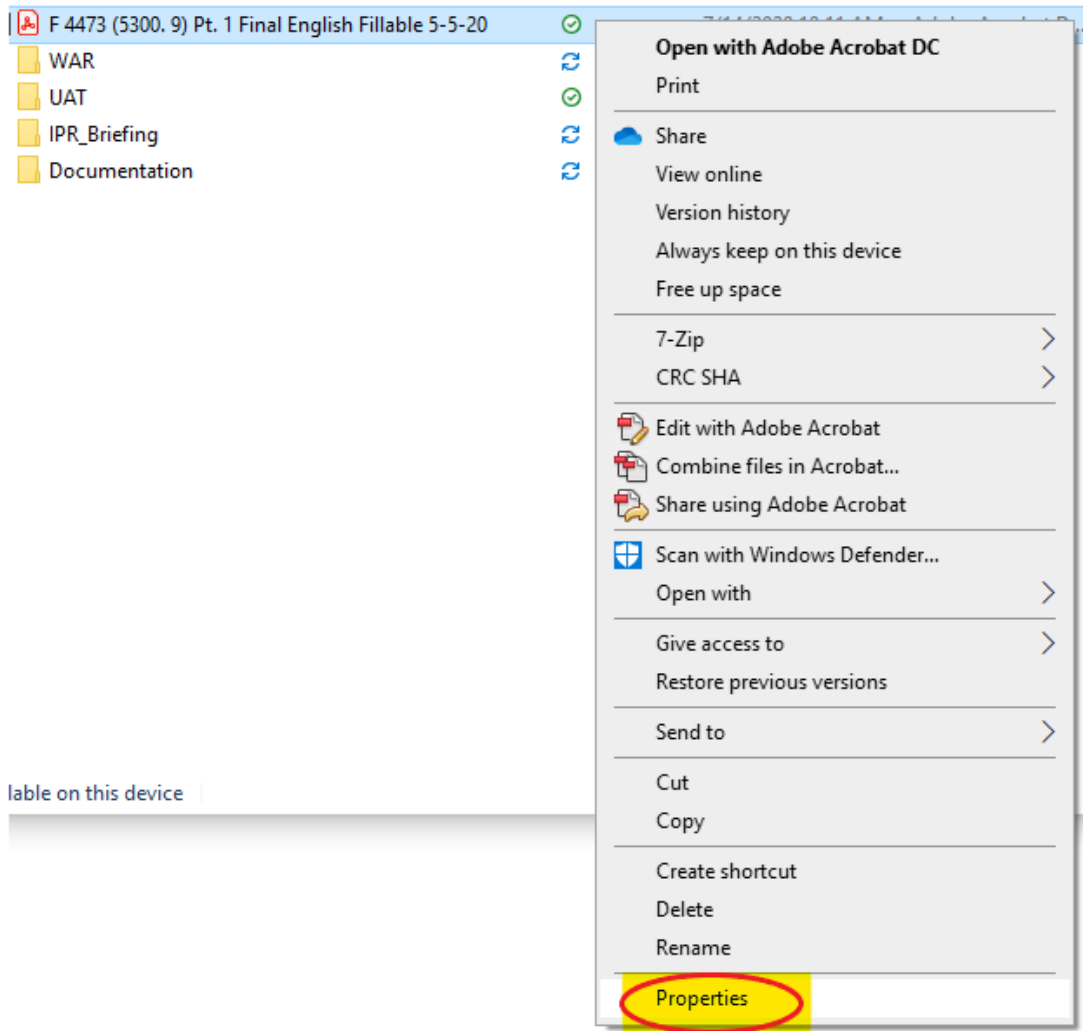 F 4473 (5300. 9) Pt. 1 Final English Fillable 5-5-20
WAR
UAT
IPR_Briefing
Documentation
lable on this device
Open with Adobe Acrobat DC
Print
Share
View online
Version history
Always keep on this device
Free up space
7-Zip
CRC SHA
Edit with Adobe Acrobat
Combine files in Acrobat...
Share using Adobe Acrobat
Scan with Windows Defender...
Open with
Give access to
Restore previous versions
Send to
Cut
Copy
Create shortcut
Delete
Rename
Properties